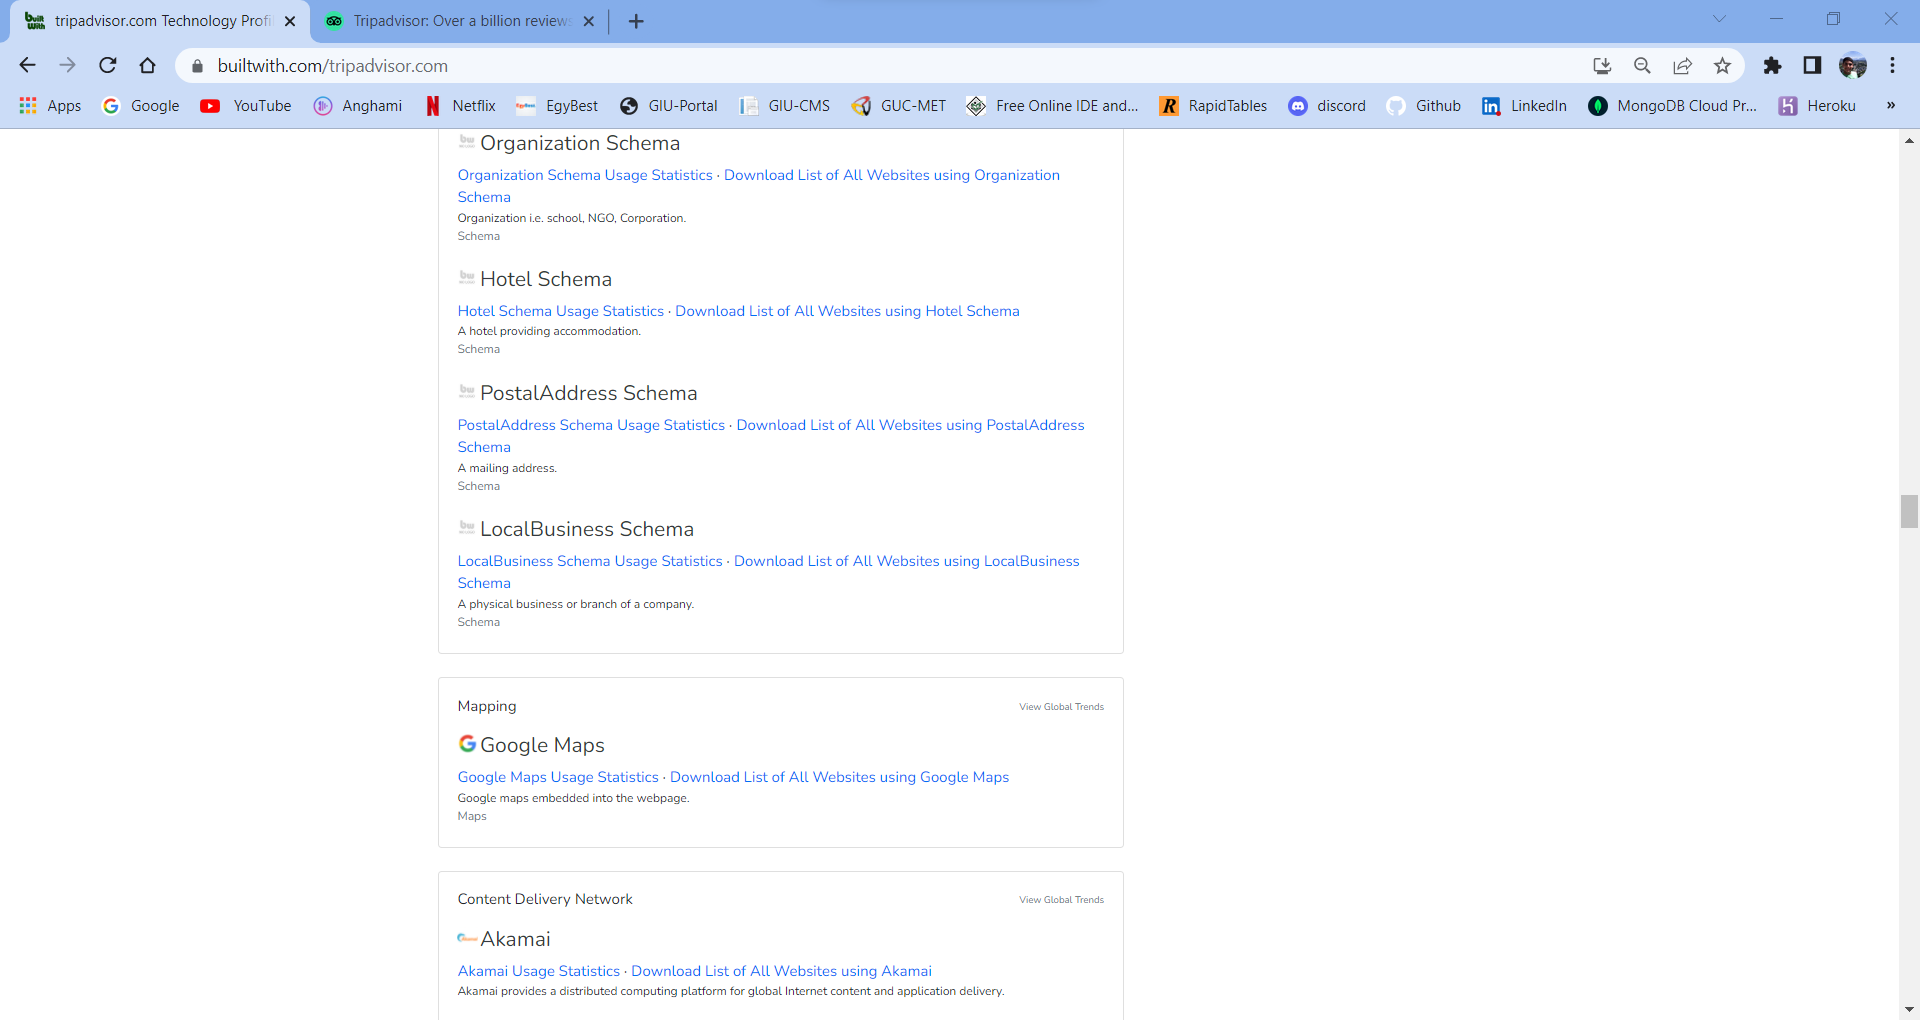 built with
tripadvisor.com Technology Profi
Tripadvisor: Over a billion reviews
builtwith.com/tripadvisor.com
Apps Google YouTube Anghami Netflix EgyBest GIU-Portal GIU-CMS GUC-MET Free Online IDE and... RapidTables discord Github LinkedIn MongoDB Cloud Pr... Heroku »
Organization Schema
Organization Schema Usage Statistics · Download List of All Websites using Organization
Schema
Organization i.e. school, NGO, Corporation.
Schema
Hotel Schema
Hotel Schema Usage Statistics · Download List of All Websites using Hotel Schema
A hotel providing accommodation.
Schema
PostalAddress Schema
PostalAddress Schema Usage Statistics · Download List of All Websites using PostalAddress
Schema
A mailing address.
Schema
LocalBusiness Schema
LocalBusiness Schema Usage Statistics · Download List of All Websites using LocalBusiness
Schema
A physical business or branch of a company.
Schema
Mapping View Global Trends
Google Maps
Google Maps Usage Statistics · Download List of All Websites using Google Maps
Google maps embedded into the webpage.
Maps
Content Delivery Network View Global Trends
Akamai
Akamai Usage Statistics · Download List of All Websites using Akamai
Akamai provides a distributed computing platform for global Internet content and application delivery.